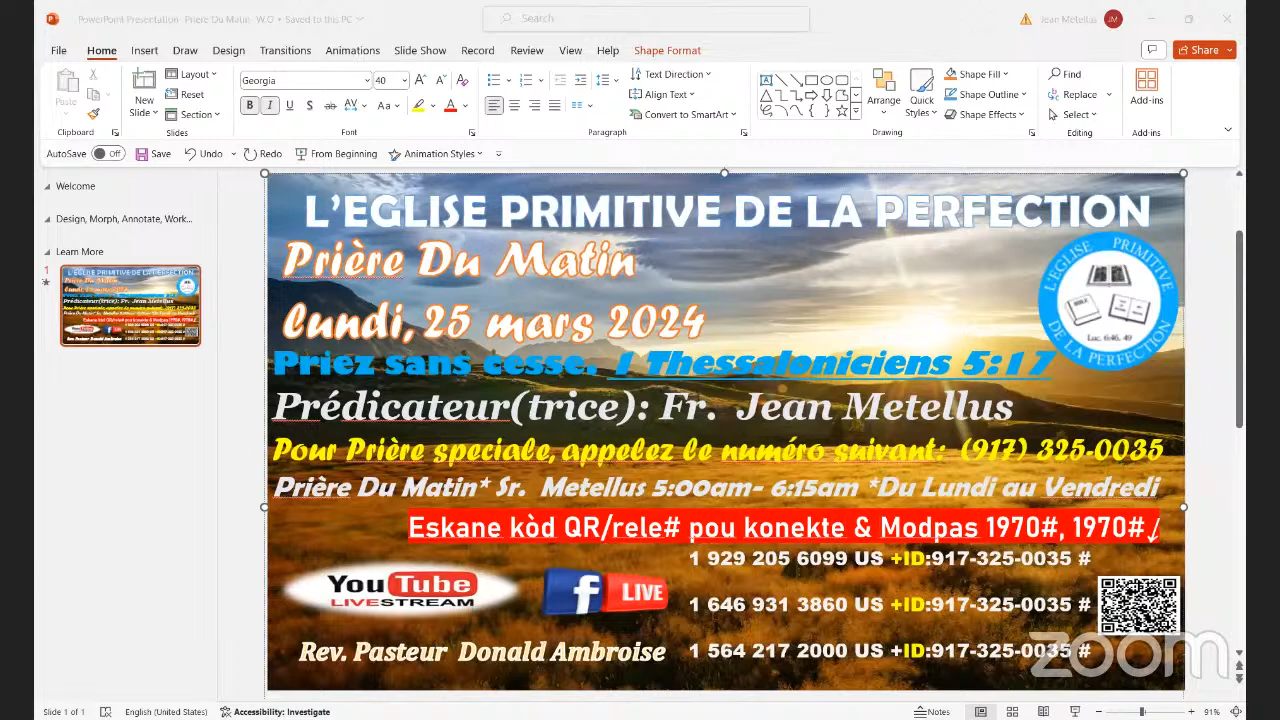 PowerPoint Presentation - Prière Du Matin - W.O • Saved to this PC
Search
Jean Metellus
JM
File Home Insert Draw Design Transitions Animations Slide Show Record Review View Help Shape Format
Share
Paste
New
Slide
Layout
Reset
Section
Georgia 40
B I U S ab AV Aa A
Text Direction
Align Text
Convert to SmartArt
Arrange
Quick
Styles
Shape Fill
Shape Outline
Shape Effects
Find
Replace
Select
Add-ins
Clipboard Slides Font Paragraph Drawing Editing Add-ins
AutoSave Off Save Undo Redo From Beginning Animation Styles
Welcome
Design, Morph, Annotate, Work...
Learn More
1
L'EGLISE PRIMITIVE DE LA PERFECTION
Prière Du Matin
lundi, 25 mars 2024
L'EGLISE PRIMITIVE
BIBLE
Luc. 6:46, 49
DE LA PERFECTION
Priez sans cesse. 1 Thessaloniciens 5:17
Prédicateur(trice): Fr. Jean Metellus
Pour Prière speciale, appelez le numéro suivant: (917) 325-0035
Prière Du Matin* Sr. Metellus 5:00am- 6:15am *Du Lundi au Vendredi
Eskane kòd QR/rele# pou konekte & Modpas 1970#, 1970#↓
1 929 205 6099 US +ID:917-325-0035 #
YouTube
LIVESTREAM
f LIVE
1 646 931 3860 US +ID:917-325-0035 #
Rev. Pasteur Donald Ambroise
1 564 217 2000 US +ID:917-325-0035 #
zoom
Slide 1 of 1 English (United States) Accessibility: Investigate Notes 91%